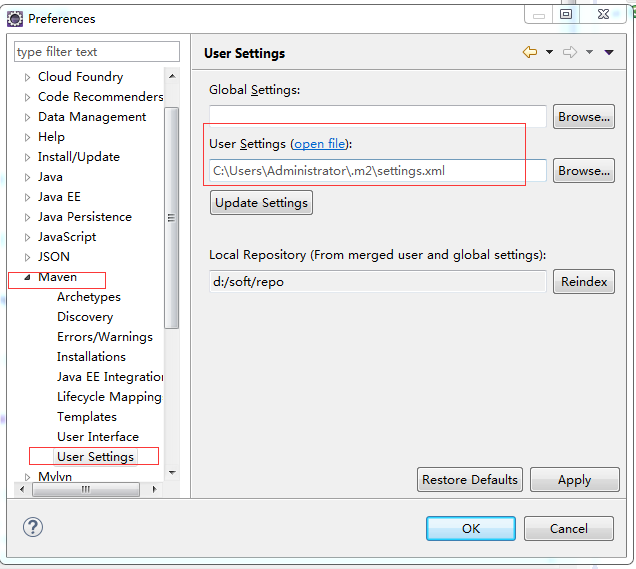 Preferences
type filter text
Cloud Foundry
Code Recommenders
Data Management
Help
Install/Update
Java
Java EE
Java Persistence
JavaScript
JSON
Maven
Archetypes
Discovery
Errors/Warnings
Installations
Java EE Integration
Lifecycle Mapping
Templates
User Interface
User Settings
Mylyn
User Settings
Global Settings:
Browse...
User Settings (open file):
C:\Users\Administrator\.m2\settings.xml
Browse...
Update Settings
Local Repository (From merged user and global settings):
d:/soft/repo
Reindex
Restore Defaults
Apply
?
OK
Cancel